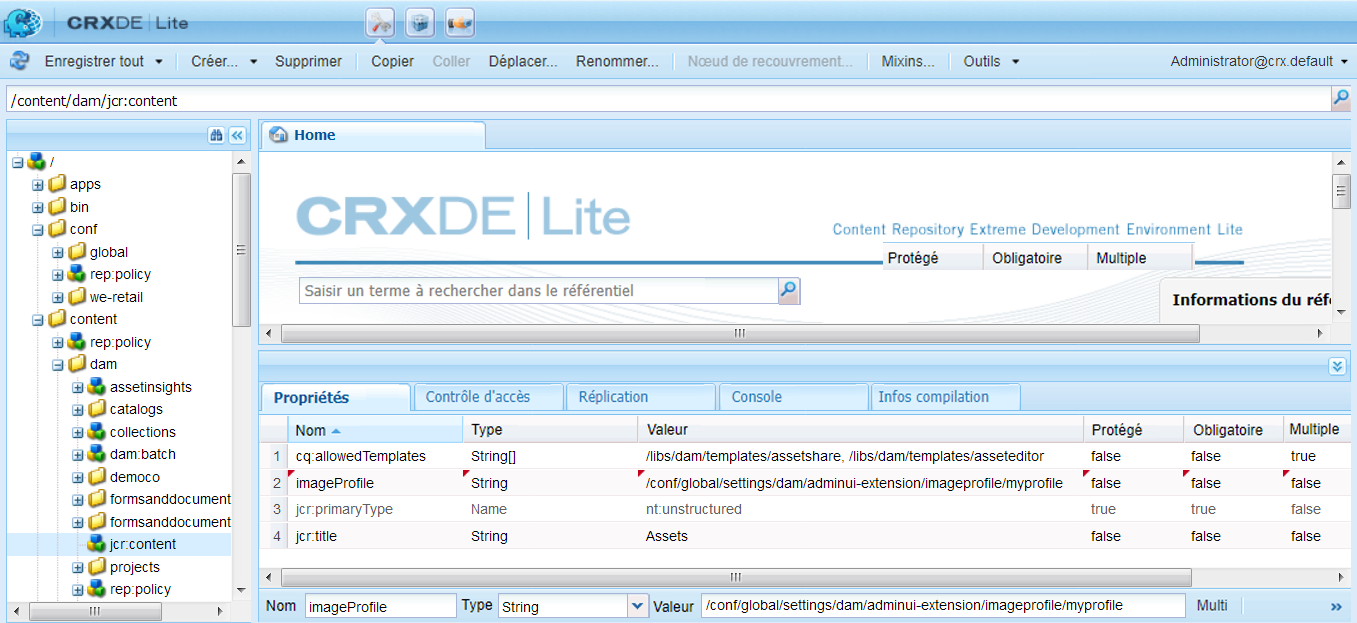 CRXDE | Lite
Enregistrer tout Créer... Supprimer Copier Coller Déplacer... Renommer... Nœud de recouvrement... Mixins... Outils Administrator@crx.default
/content/dam/jcr:content
Home
/
apps
bin
conf
global
rep:policy
we-retail
content
rep:policy
dam
assetinsights
catalogs
collections
dam:batch
democo
formsanddocument
formsanddocument
jcr:content
projects
rep:policy
CRXDE | Lite
Content Repository Extreme Development Environment Lite
Protégé Obligatoire Multiple
Saisir un terme à rechercher dans le référentiel
Informations du réf
Propriétés Contrôle d'accès Réplication Console Infos compilation
Nom Type Valeur Protégé Obligatoire Multiple
1 cq:allowedTemplates String[] /libs/dam/templates/assetshare, /libs/dam/templates/asseteditor false false true
2 imageProfile String /conf/global/settings/dam/adminui-extension/imageprofile/myprofile false false false
3 jcr:primaryType Name nt:unstructured true true false
4 jcr:title String Assets false false false
Nom imageProfile Type String Valeur /conf/global/settings/dam/adminui-extension/imageprofile/myprofile Multi